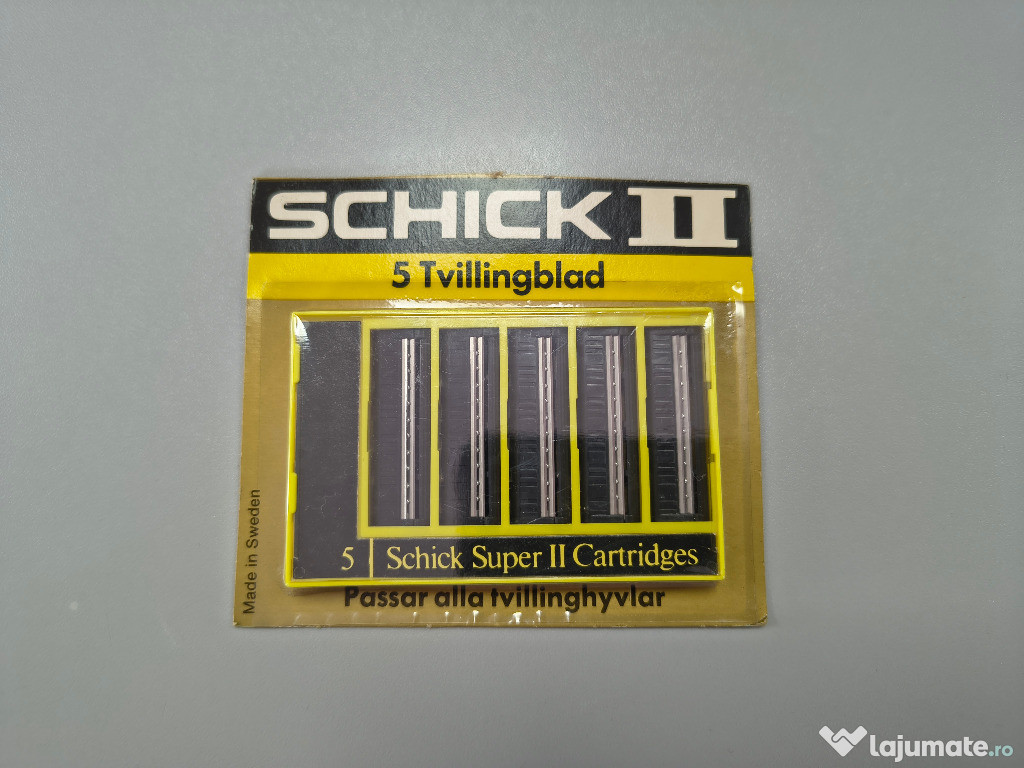 SCHICK II
5 Tvillingblad
5 | Schick Super II Cartridges
Passar alla tvillinghyvlar
Made in Sweden
lajumate.ro